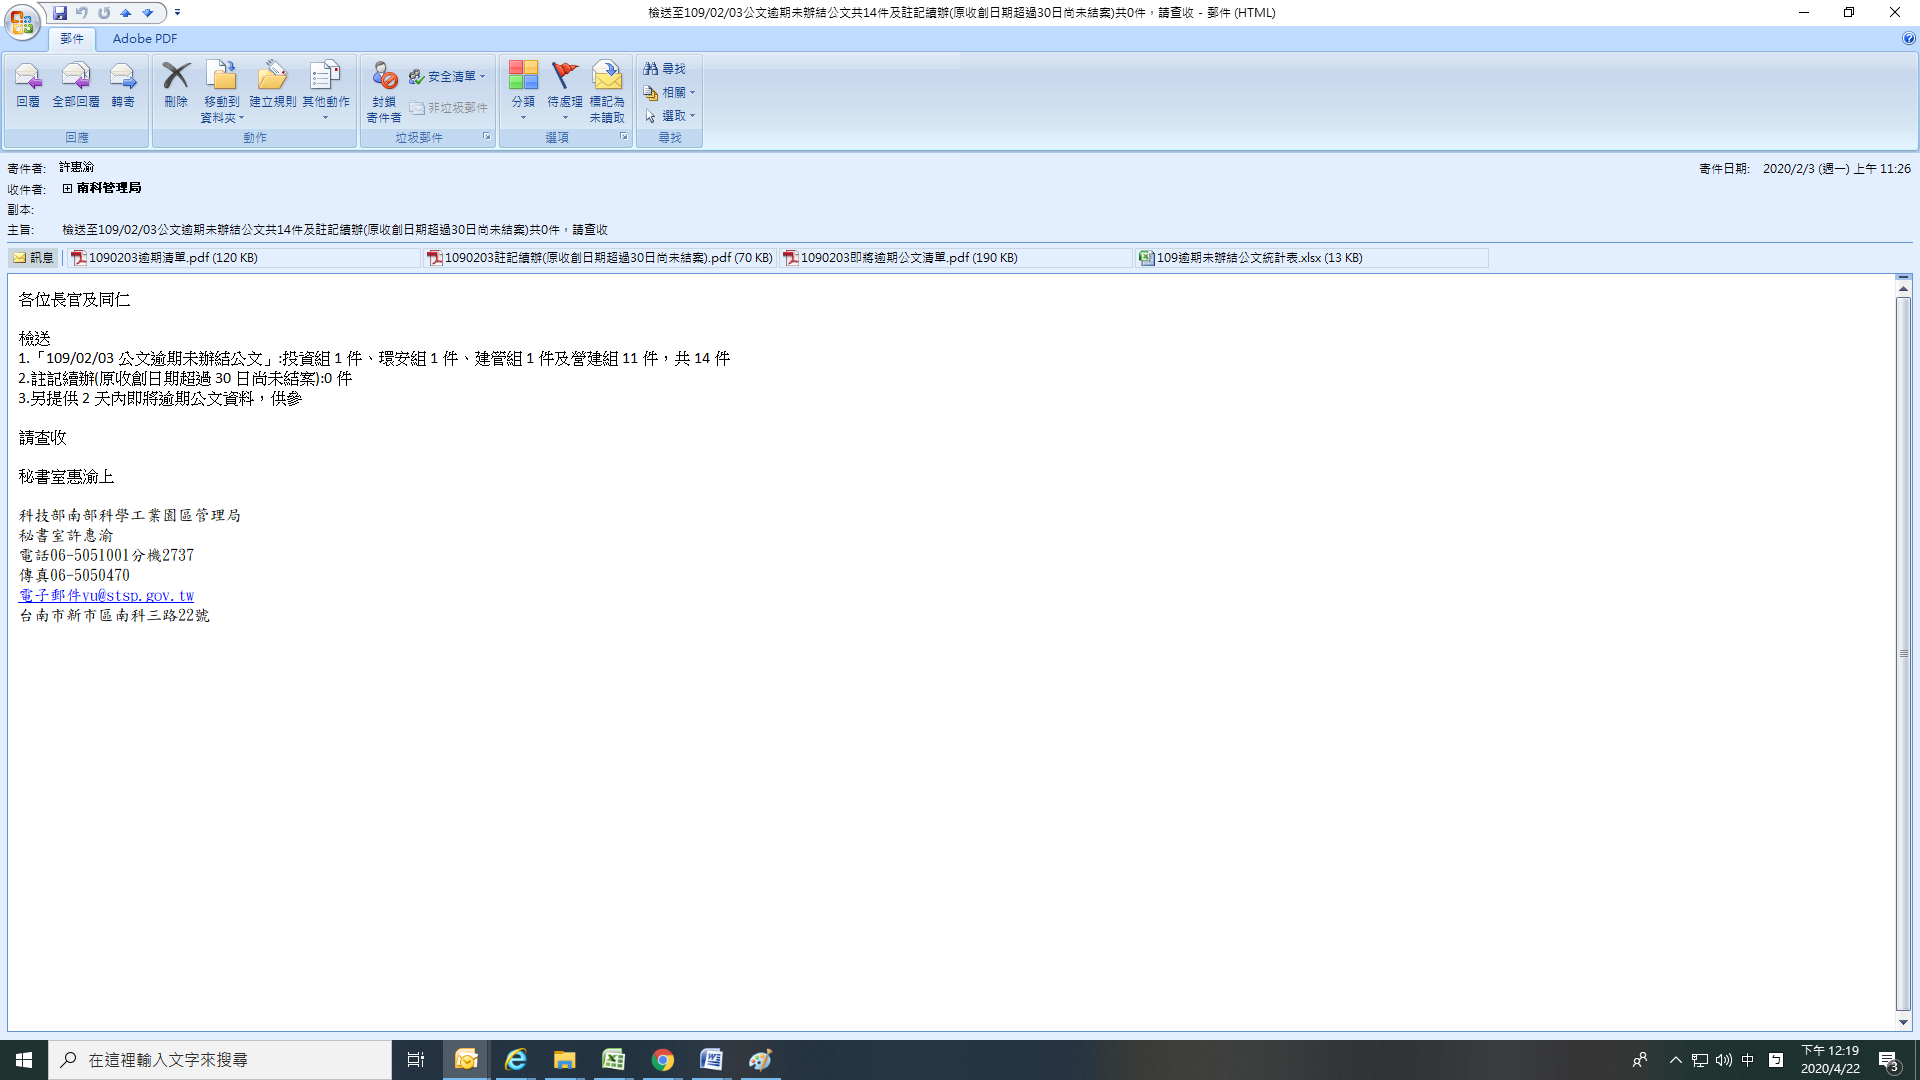 檢送至109/02/03公文逾期未辦結公文共14件及註記續辦(原收創日期超過30日尚未結案)共0件，請查收 - 郵件 (HTML)
郵件 Adobe PDF
回覆 全部回覆 轉寄 刪除 移動到資料夾 建立規則 其他動作 封鎖寄件者 安全清單 非垃圾郵件 分類 待處理 標記為未讀取 尋找 相關 選取
回應 動作 垃圾郵件 選項 尋找
寄件者: 許惠渝 寄件日期: 2020/2/3 (週一) 上午 11:26
收件者: 南科管理局
副本:
主旨: 檢送至109/02/03公文逾期未辦結公文共14件及註記續辦(原收創日期超過30日尚未結案)共0件，請查收
訊息 1090203逾期清單.pdf (120 KB) 1090203註記續辦(原收創日期超過30日尚未結案).pdf (70 KB) 1090203即將逾期公文清單.pdf (190 KB) 109逾期未辦結公文統計表.xlsx (13 KB)
各位長官及同仁
檢送
1.「109/02/03 公文逾期未辦結公文」:投資組 1 件、環安組 1 件、建管組 1 件及營建組 11 件，共 14 件
2.註記續辦(原收創日期超過 30 日尚未結案):0 件
3.另提供 2 天內即將逾期公文資料，供參
請查收
秘書室惠渝上
科技部南部科學工業園區管理局
秘書室許惠渝
電話06-5051001分機2737
傳真06-5050470
電子郵件yu@stsp.gov.tw
台南市新市區南科三路22號
在這裡輸入文字來搜尋
中
下午 12:19
2020/4/22
3